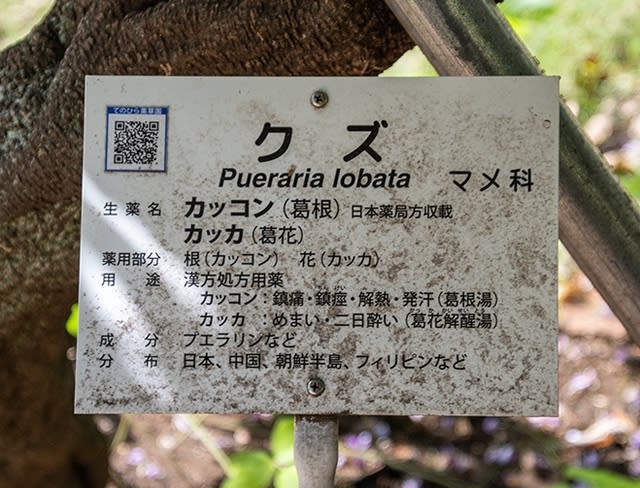 てのひら薬草園
クズ
Pueraria lobata マメ科
生薬名 カッコン（葛根）日本薬局方収載
カッカ（葛花）
薬用部分 根（カッコン） 花（カッカ）
用途 漢方処方用薬
カッコン：鎮痛・鎮痙・解熱・発汗（葛根湯）
カッカ：めまい・二日酔い（葛花解醒湯）
成分 プエラリンなど
分布 日本、中国、朝鮮半島、フィリピンなど